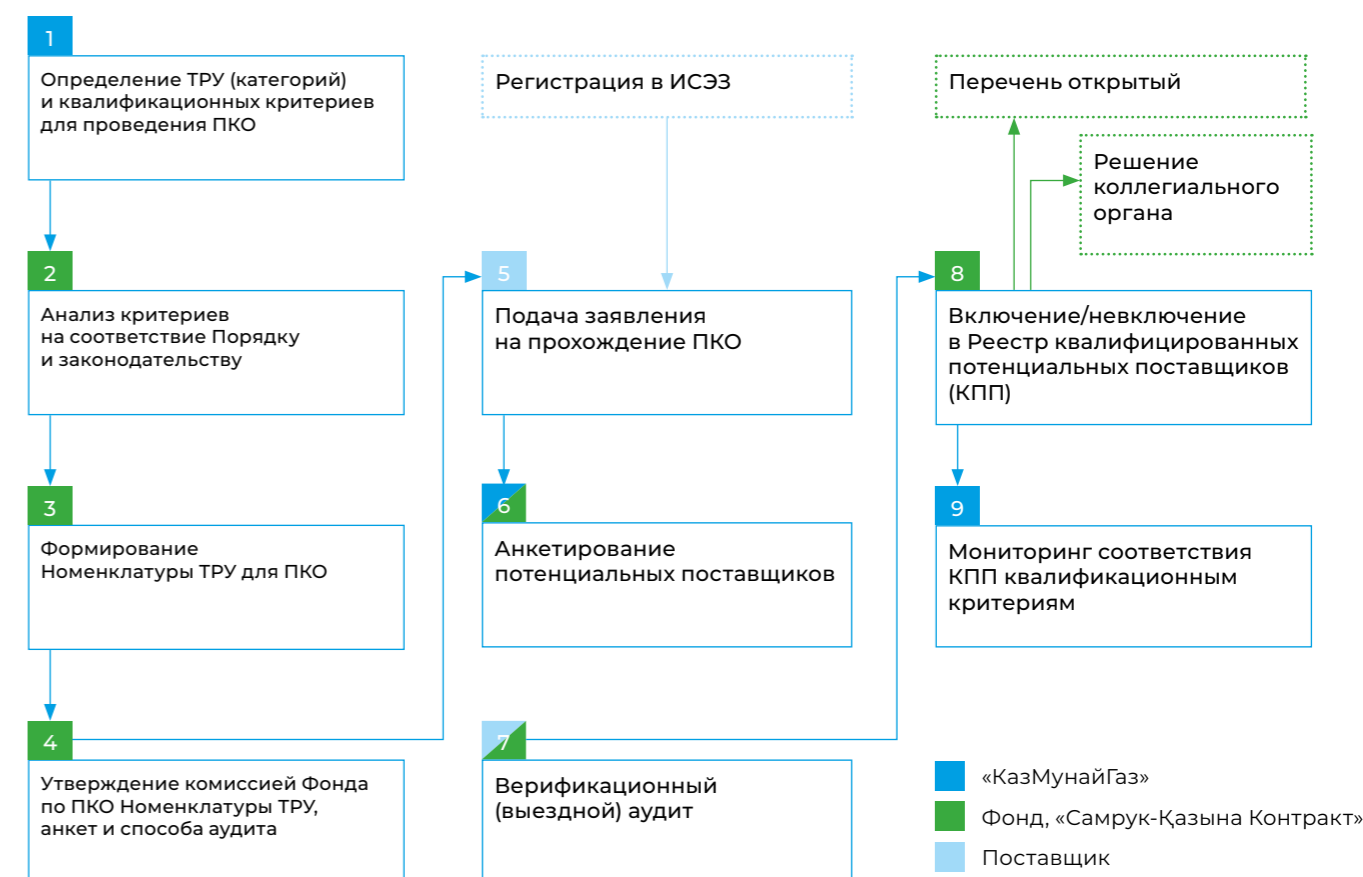 1
Определение ТРУ (категорий)
и квалификационных критериев
для проведения ПКО
2
Анализ критериев
на соответствие Порядку
и законодательству
3
Формирование
Номенклатуры ТРУ для ПКО
4
Утверждение комиссией Фонда
по ПКО Номенклатуры ТРУ,
анкет и способа аудита
Регистрация в ИСЭЗ
5
Подача заявления
на прохождение ПКО
6
Анкетирование
потенциальных поставщиков
7
Верификационный
(выездной) аудит
Перечень открытый
Решение
коллегиального
органа
8
Включение/невключение
в Реестр квалифицированных
потенциальных поставщиков
(КПП)
9
Мониторинг соответствия
КПП квалификационным
критериям
«КазМунайГаз»
Фонд, «Самрук-Қазына Контракт»
Поставщик